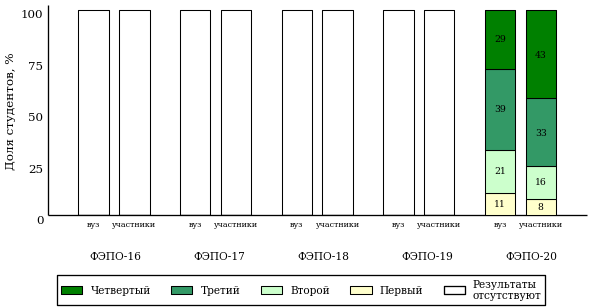 Доля студентов, %
100
75
50
25
0
29
39
21
11
43
33
16
8
вуз участники вуз участники вуз участники вуз участники вуз участники
ФЭПО-16 ФЭПО-17 ФЭПО-18 ФЭПО-19 ФЭПО-20
Четвертый Третий Второй Первый Результаты
отсутствуют